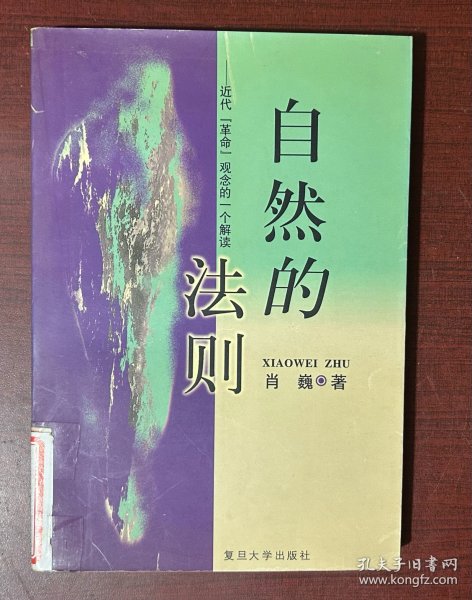 自然的
法则
——近代「革命」观念的一个解读
XIAOWEI ZHU
肖 巍 著
复旦大学出版社
孔夫子旧书网
www.kongfz.com